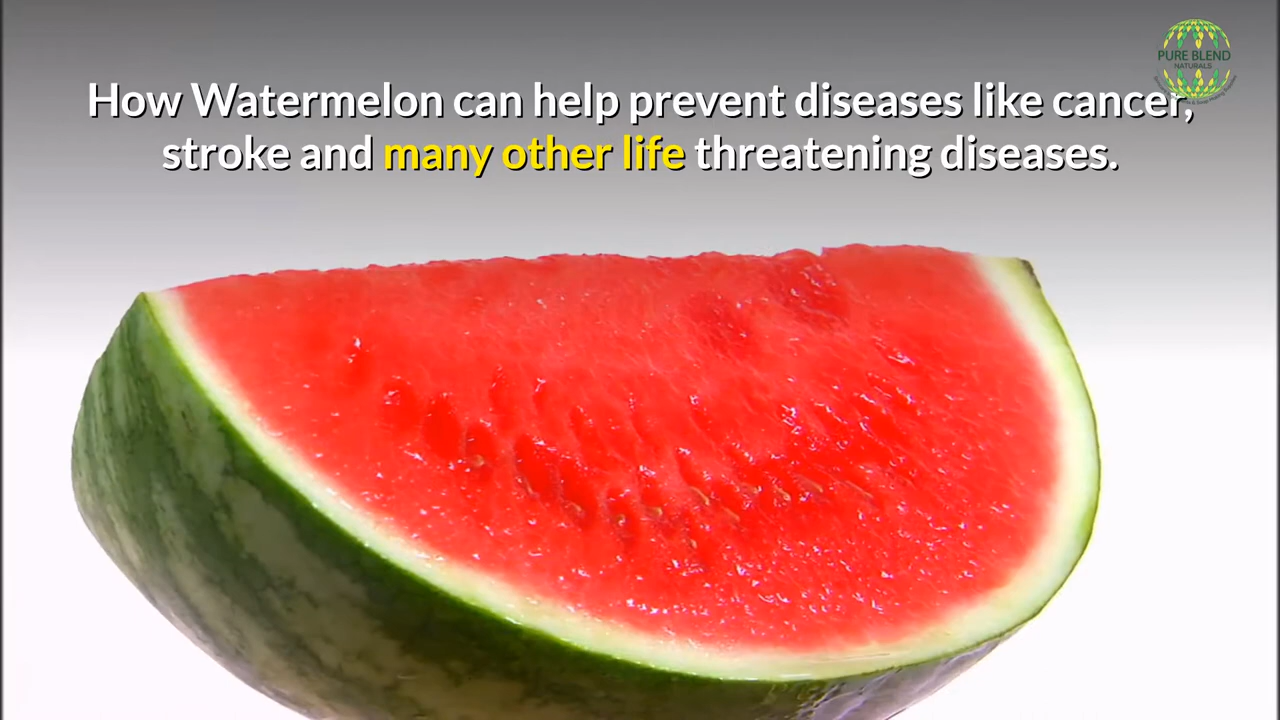 PURE BLEND
NATURALS
How Watermelon can help prevent diseases like cancer,
stroke and many other life threatening diseases.